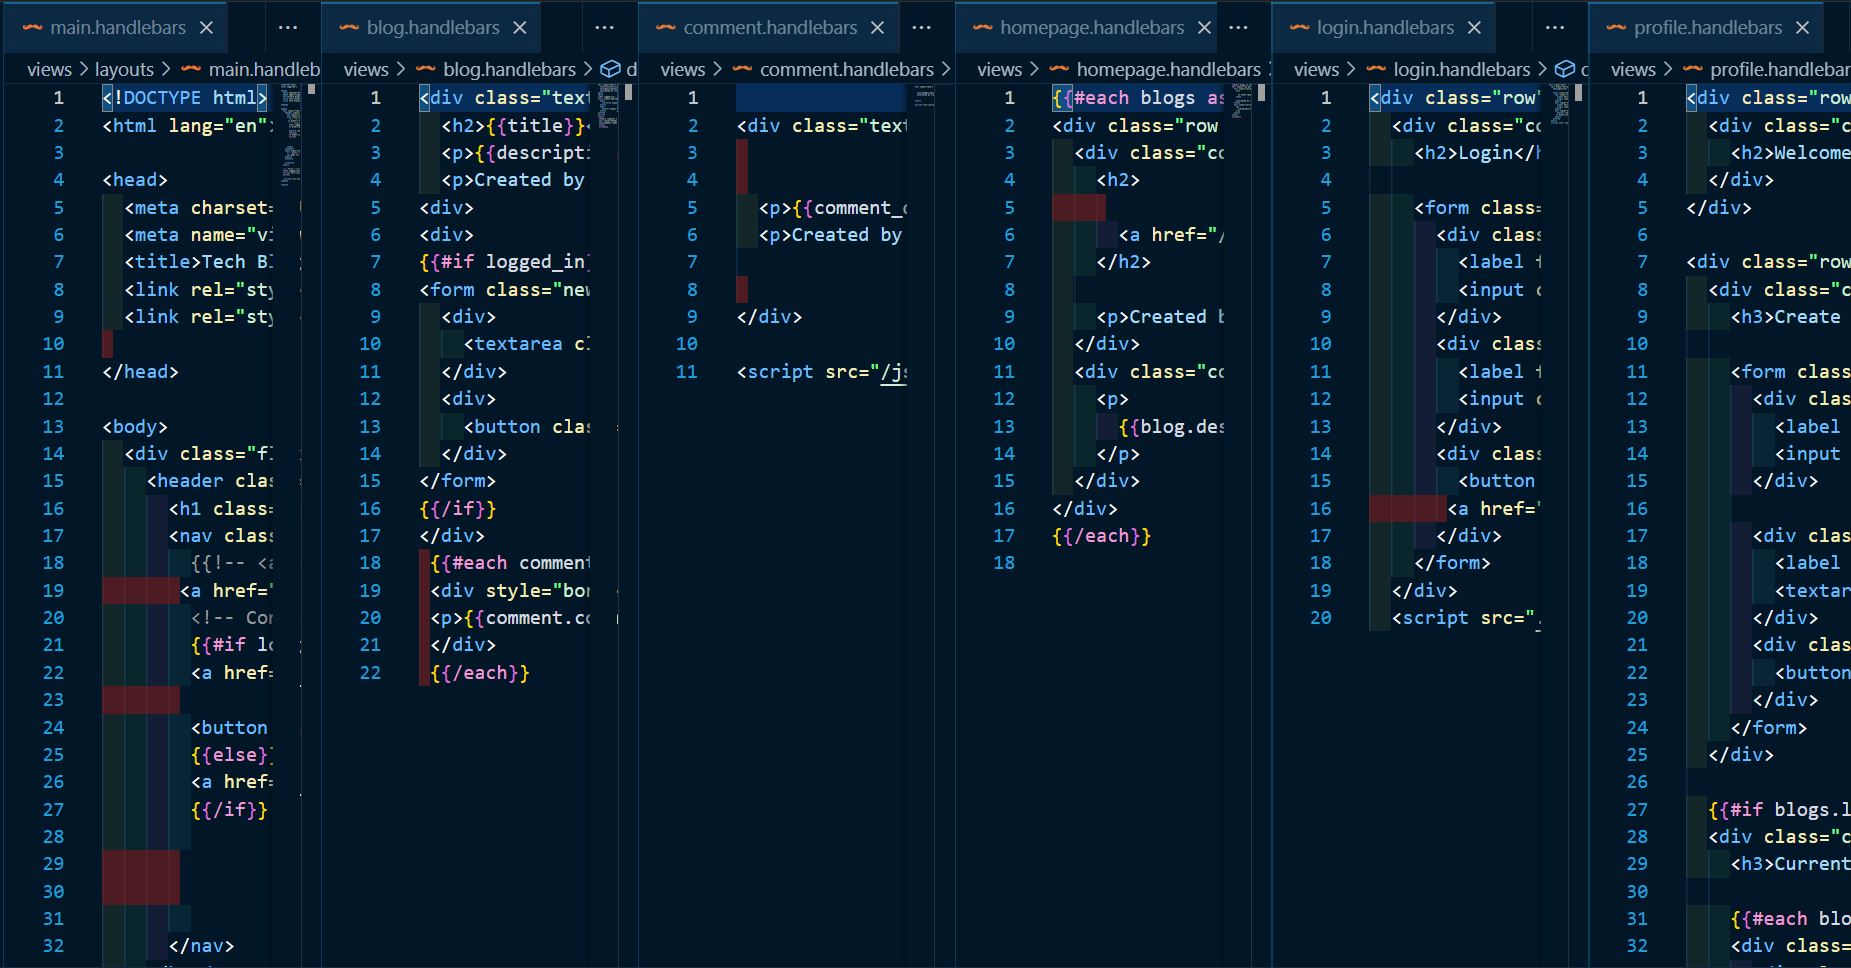 main.handlebars
blog.handlebars
comment.handlebars
homepage.handlebars
login.handlebars
profile.handlebars
views > layouts > main.handleb
1 <!DOCTYPE html>
2 <html lang="en">
3
4 <head>
5 <meta charset=
6 <meta name="vi
7 <title>Tech Bl
8 <link rel="sty
9 <link rel="sty
10
11 </head>
12
13 <body>
14 <div class="fl
15 <header clas
16 <h1 class=
17 <nav class
18 {{!-- <a
19 <a href="
20 <!-- Cor
21 {{#if lo
22 <a href=
23
24 <button
25 {{else}}
26 <a href=
27 {{/if}}
28
29
30
31
32 </nav>
views > blog.handlebars > d
1 <div class="text
2 <h2>{{title}}<
3 <p>{{descripti
4 <p>Created by
5 <div>
6 <div>
7 {{#if logged_in}
8 <form class="new
9 <div>
10 <textarea cl
11 </div>
12 <div>
13 <button clas
14 </div>
15 </form>
16 {{/if}}
17 </div>
18 {{#each comment
19 <div style="bor
20 <p>{{comment.co
21 </div>
22 {{/each}}
views > comment.handlebars >
1
2 <div class="text
3
4
5 <p>{{comment_c
6 <p>Created by
7
8
9 </div>
10
11 <script src="/js
views > homepage.handlebars >
1 {{#each blogs as
2 <div class="row
3 <div class="co
4 <h2>
5
6 <a href="/
7 </h2>
8
9 <p>Created b
10 </div>
11 <div class="co
12 <p>
13 {{blog.des
14 </p>
15 </div>
16 </div>
17 {{/each}}
18
views > login.handlebars > d
1 <div class="row"
2 <div class="co
3 <h2>Login</h
4
5 <form class=
6 <div class
7 <label f
8 <input c
9 </div>
10 <div class
11 <label f
12 <input c
13 </div>
14 <div class
15 <button
16 <a href="
17 </div>
18 </form>
19 </div>
20 <script src="
views > profile.handlebar
1 <div class="row
2 <div class="c
3 <h2>Welcome
4 </div>
5 </div>
6
7 <div class="row
8 <div class="c
9 <h3>Create
10
11 <form class
12 <div clas
13 <label
14 <input
15 </div>
16
17 <div clas
18 <label
19 <textar
20 </div>
21 <div clas
22 <button
23 </div>
24 </form>
25 </div>
26
27 {{#if blogs.l
28 <div class="c
29 <h3>Current
30
31 {{#each blo
32 <div class=